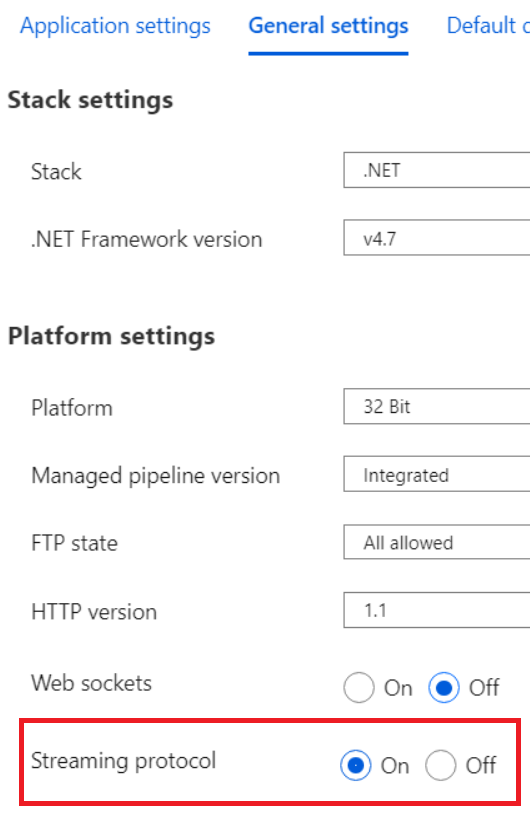 Application settings General settings Default
Stack settings
Stack .NET
.NET Framework version v4.7
Platform settings
Platform 32 Bit
Managed pipeline version Integrated
FTP state All allowed
HTTP version 1.1
Web sockets On Off
Streaming protocol On Off